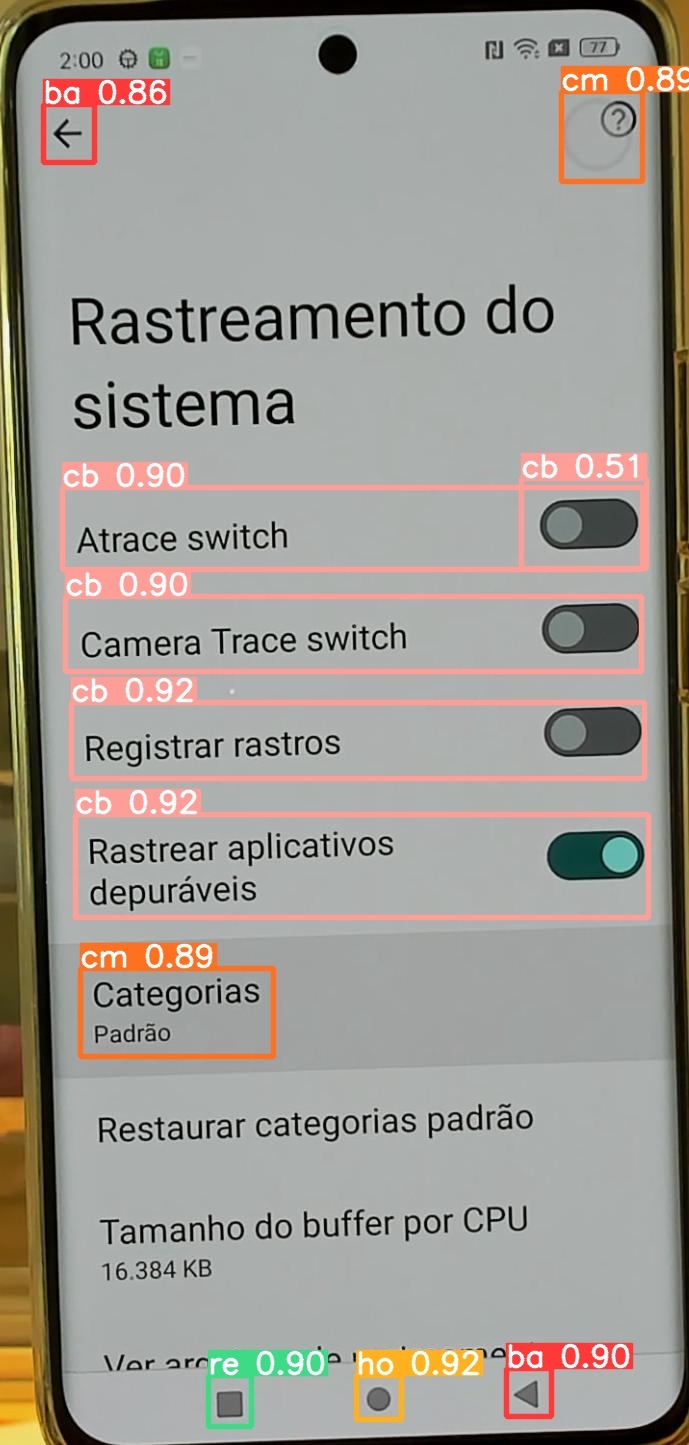 2:00
77
ba 0.86
cm 0.89
?
Rastreamento do
sistema
cb 0.90
cb 0.51
Atrace switch
cb 0.90
Camera Trace switch
cb 0.92
Registrar rastros
cb 0.92
Rastrear aplicativos
depuráveis
cm 0.89
Categorias
Padrão
Restaurar categorias padrão
Tamanho do buffer por CPU
16.384 KB
Ver
re 0.90
ho 0.92
ba 0.90